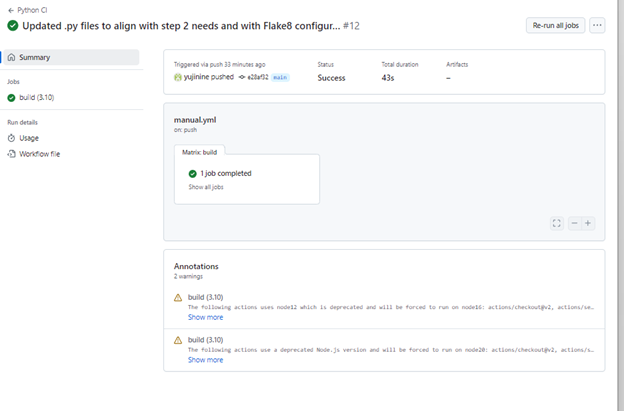 ← Python CI
Updated .py files to align with step 2 needs and with Flake8 configur... #12
Re-run all jobs
...
Summary
Jobs
build (3.10)
Run details
Usage
Workflow file
Triggered via push 33 minutes ago
yujinine pushed e28af32 main
Status
Success
Total duration
43s
Artifacts
–
manual.yml
on: push
Matrix: build
1 job completed
Show all jobs
Annotations
2 warnings
build (3.10)
The following actions uses node12 which is deprecated and will be forced to run on node16: actions/checkout@v2, actions/se...
Show more
build (3.10)
The following actions use a deprecated Node.js version and will be forced to run on node20: actions/checkout@v2, actions/s...
Show more